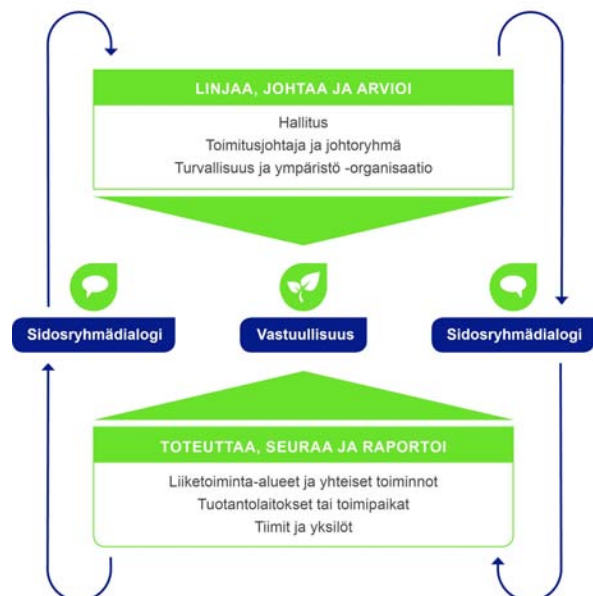 LINJAA, JOHTAA JA ARVIOI
Hallitus
Toimitusjohtaja ja johtoryhmä
Turvallisuus ja ympäristö -organisaatio
Sidosryhmädialogi
Vastuullisuus
Sidosryhmädialogi
TOTEUTTAA, SEURAA JA RAPORTOI
Liiketoiminta-alueet ja yhteiset toiminnot
Tuotantolaitokset tai toimipaikat
Tiimit ja yksilöt